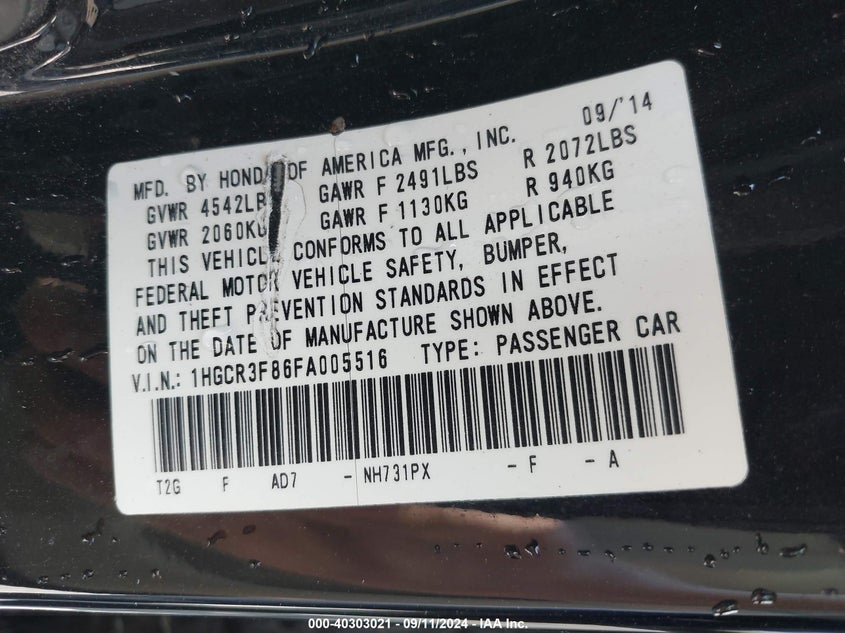 09/'14
MFD. BY HONDA OF AMERICA MFG., INC.
GVWR 4542LB GAWR F 2491LBS R 2072LBS
GVWR 2060KG GAWR F 1130KG R 940KG
THIS VEHICLE CONFORMS TO ALL APPLICABLE
FEDERAL MOTOR VEHICLE SAFETY, BUMPER,
AND THEFT PREVENTION STANDARDS IN EFFECT
ON THE DATE OF MANUFACTURE SHOWN ABOVE.
V.I.N.: 1HGCR3F86FA005516 TYPE: PASSENGER CAR
T2G F AD7 - NH731PX - F - A
000-40303021 - 09/11/2024 - IAA Inc.